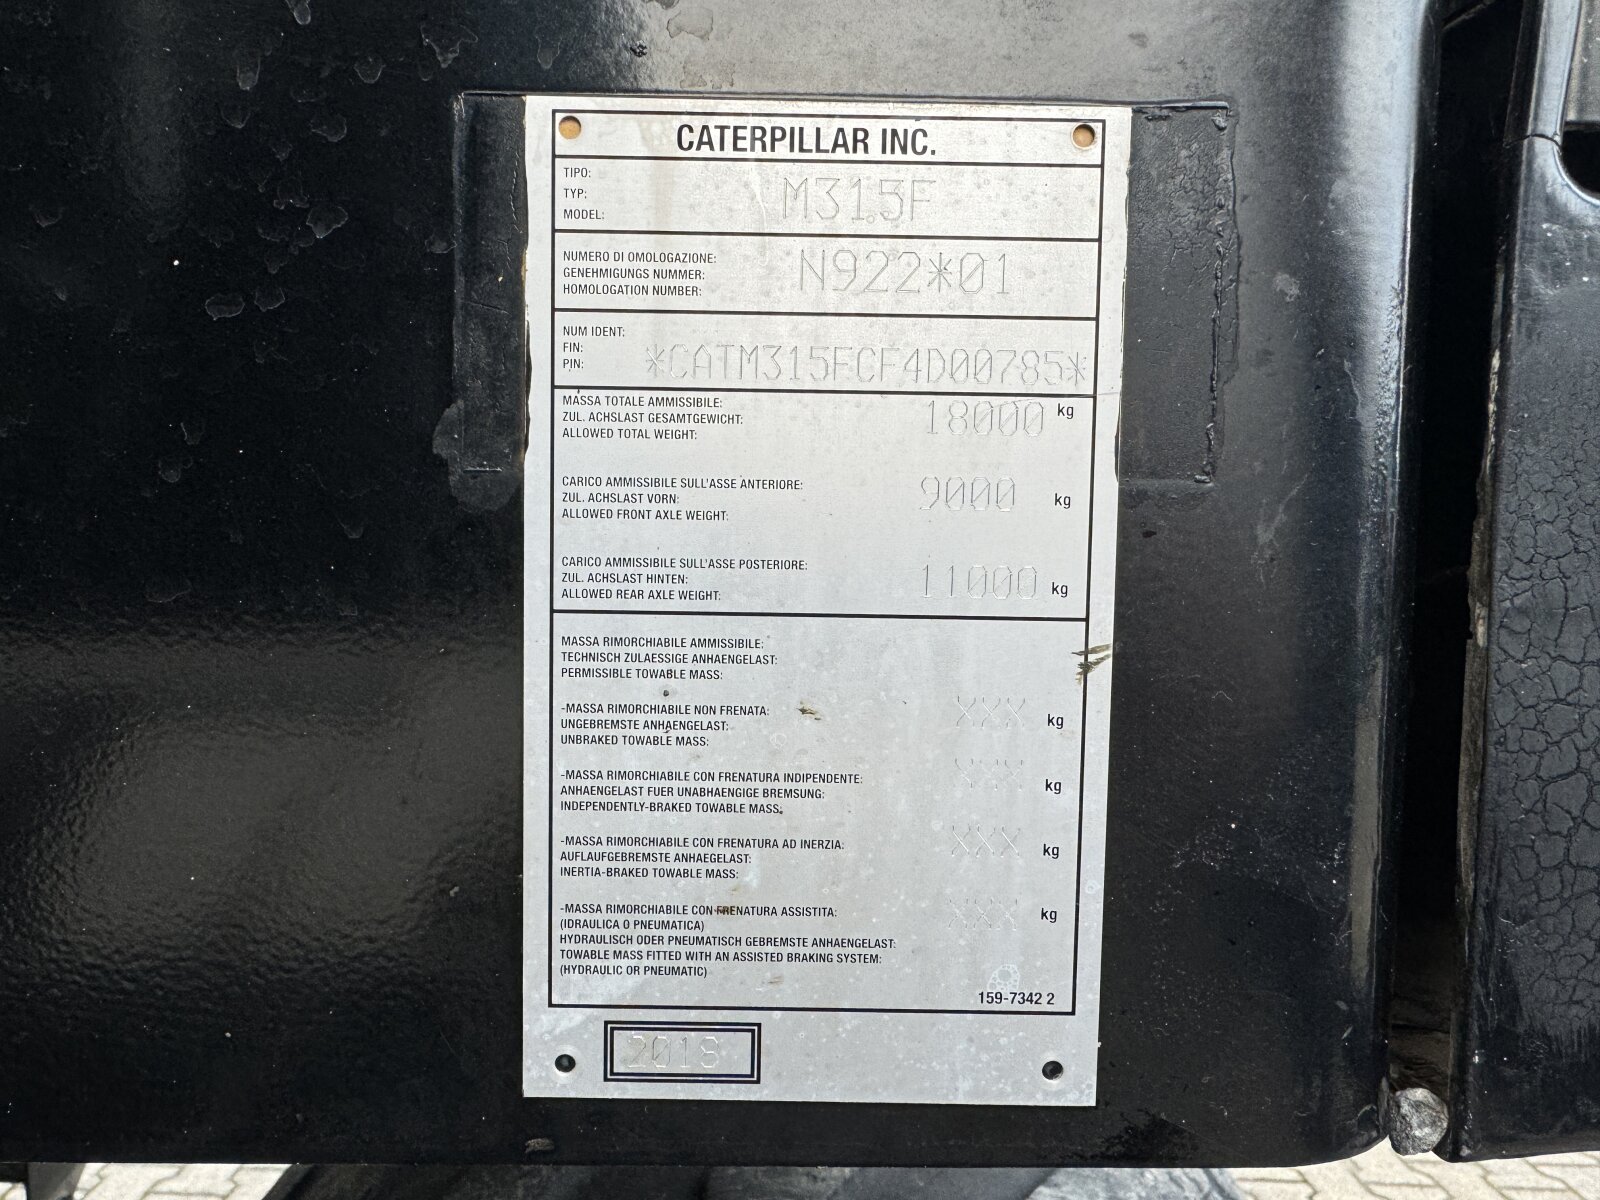 CATERPILLAR INC.
TIPO:
TYP:
MODEL:
M315F
NUMERO DI OMOLOGAZIONE:
GENEHMIGUNGS NUMMER:
HOMOLOGATION NUMBER:
N922*01
NUM IDENT:
FIN:
PIN:
*CATM315FCF4D00785*
MASSA TOTALE AMMISSIBILE:
ZUL. ACHSLAST GESAMTGEWICHT:
ALLOWED TOTAL WEIGHT:
18000 kg
CARICO AMMISSIBILE SULL'ASSE ANTERIORE:
ZUL. ACHSLAST VORN:
ALLOWED FRONT AXLE WEIGHT:
9000 kg
CARICO AMMISSIBILE SULL'ASSE POSTERIORE:
ZUL. ACHSLAST HINTEN:
ALLOWED REAR AXLE WEIGHT:
11000 kg
MASSA RIMORCHIABILE AMMISSIBILE:
TECHNISCH ZULAESSIGE ANHAENGELAST:
PERMISSIBLE TOWABLE MASS:
-MASSA RIMORCHIABILE NON FRENATA:
UNGEBREMSTE ANHAENGELAST:
UNBRAKED TOWABLE MASS:
XXX kg
-MASSA RIMORCHIABILE CON FRENATURA INDIPENDENTE:
ANHAENGELAST FUER UNABHAENGIGE BREMSUNG:
INDEPENDENTLY-BRAKED TOWABLE MASS:
XXX kg
-MASSA RIMORCHIABILE CON FRENATURA AD INERZIA:
AUFLAUFGEBREMSTE ANHAEGELAST:
INERTIA-BRAKED TOWABLE MASS:
XXX kg
-MASSA RIMORCHIABILE CON FRENATURA ASSISTITA:
(IDRAULICA O PNEUMATICA)
HYDRAULISCH ODER PNEUMATISCH GEBREMSTE ANHAENGELAST:
TOWABLE MASS FITTED WITH AN ASSISTED BRAKING SYSTEM:
(HYDRAULIC OR PNEUMATIC)
XXX kg
159-7342 2
2018